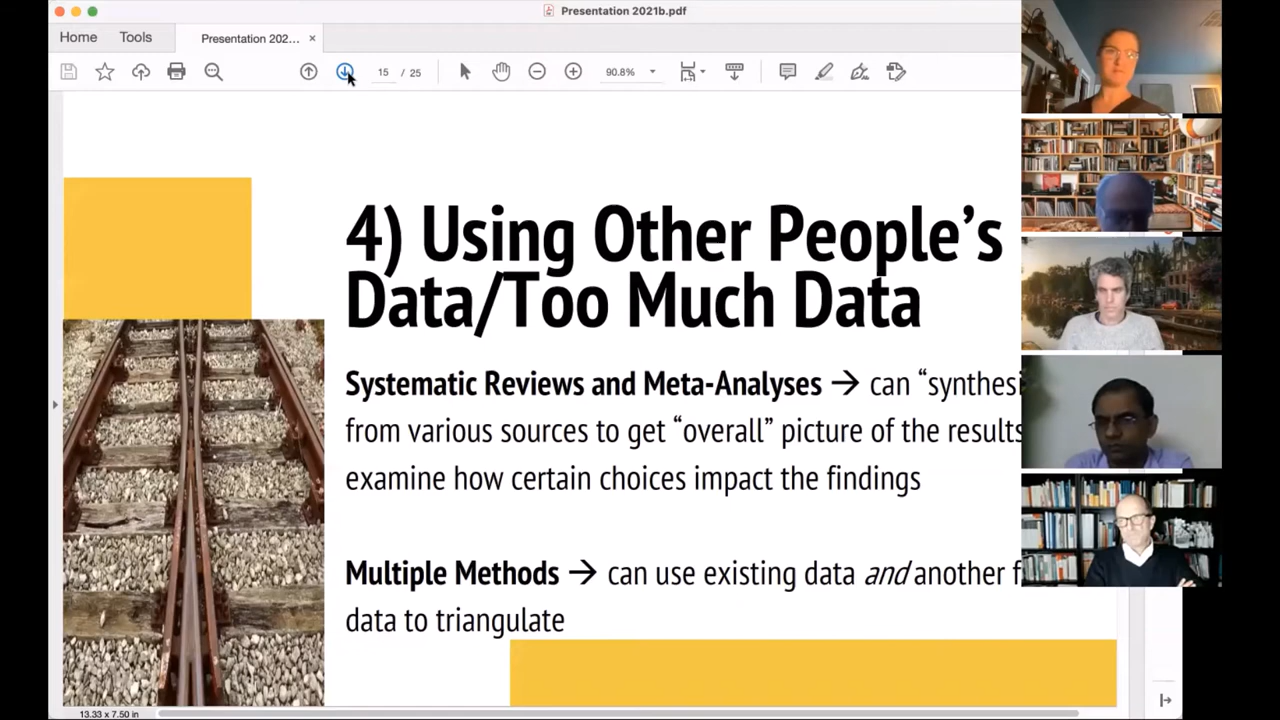 Presentation 2021b.pdf
Home
Tools
Presentation 202...
×
15 / 25
90.8%
4) Using Other People's
Data/Too Much Data
Systematic Reviews and Meta-Analyses → can “synthesi
from various sources to get “overall” picture of the results
examine how certain choices impact the findings
Multiple Methods → can use existing data and another f
data to triangulate
13.33 x 7.50 in